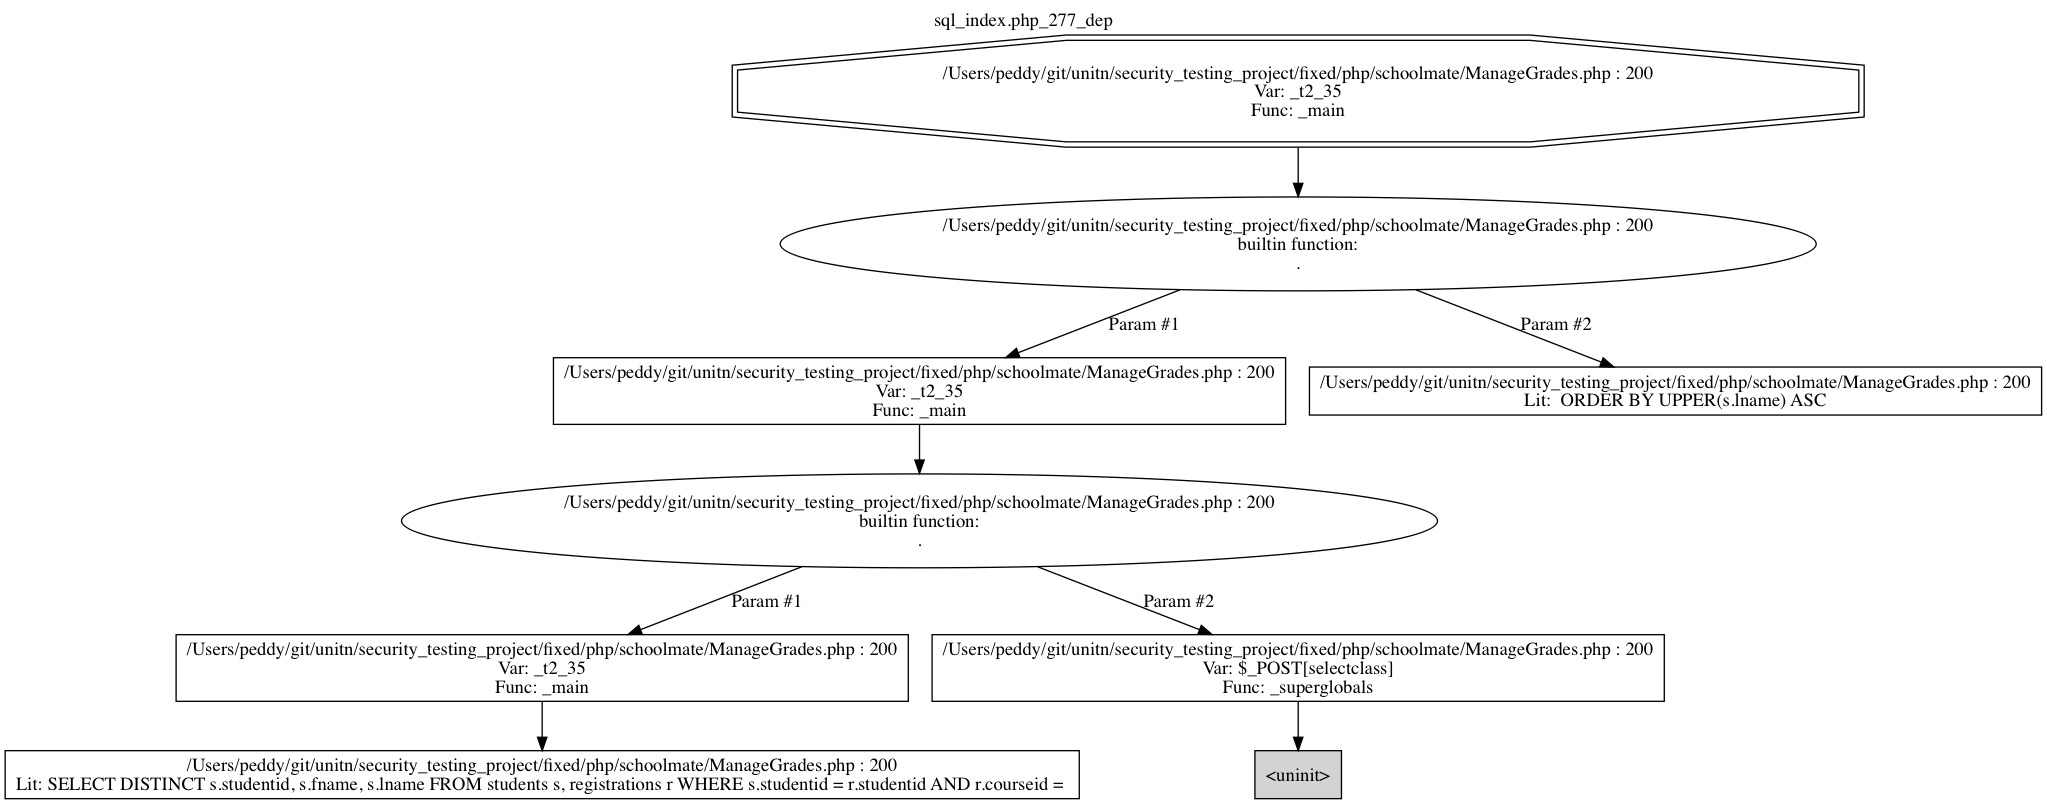 sql_index.php_277_dep
/Users/peddy/git/unitn/security_testing_project/fixed/php/schoolmate/ManageGrades.php : 200
Var: _t2_35
Func: _main
/Users/peddy/git/unitn/security_testing_project/fixed/php/schoolmate/ManageGrades.php : 200
builtin function:
.
Param #1
Param #2
/Users/peddy/git/unitn/security_testing_project/fixed/php/schoolmate/ManageGrades.php : 200
Var: _t2_35
Func: _main
/Users/peddy/git/unitn/security_testing_project/fixed/php/schoolmate/ManageGrades.php : 200
Lit:  ORDER BY UPPER(s.lname) ASC
/Users/peddy/git/unitn/security_testing_project/fixed/php/schoolmate/ManageGrades.php : 200
builtin function:
.
Param #1
Param #2
/Users/peddy/git/unitn/security_testing_project/fixed/php/schoolmate/ManageGrades.php : 200
Var: _t2_35
Func: _main
/Users/peddy/git/unitn/security_testing_project/fixed/php/schoolmate/ManageGrades.php : 200
Var: $_POST[selectclass]
Func: _superglobals
/Users/peddy/git/unitn/security_testing_project/fixed/php/schoolmate/ManageGrades.php : 200
Lit: SELECT DISTINCT s.studentid, s.fname, s.lname FROM students s, registrations r WHERE s.studentid = r.studentid AND r.courseid =
<uninit>